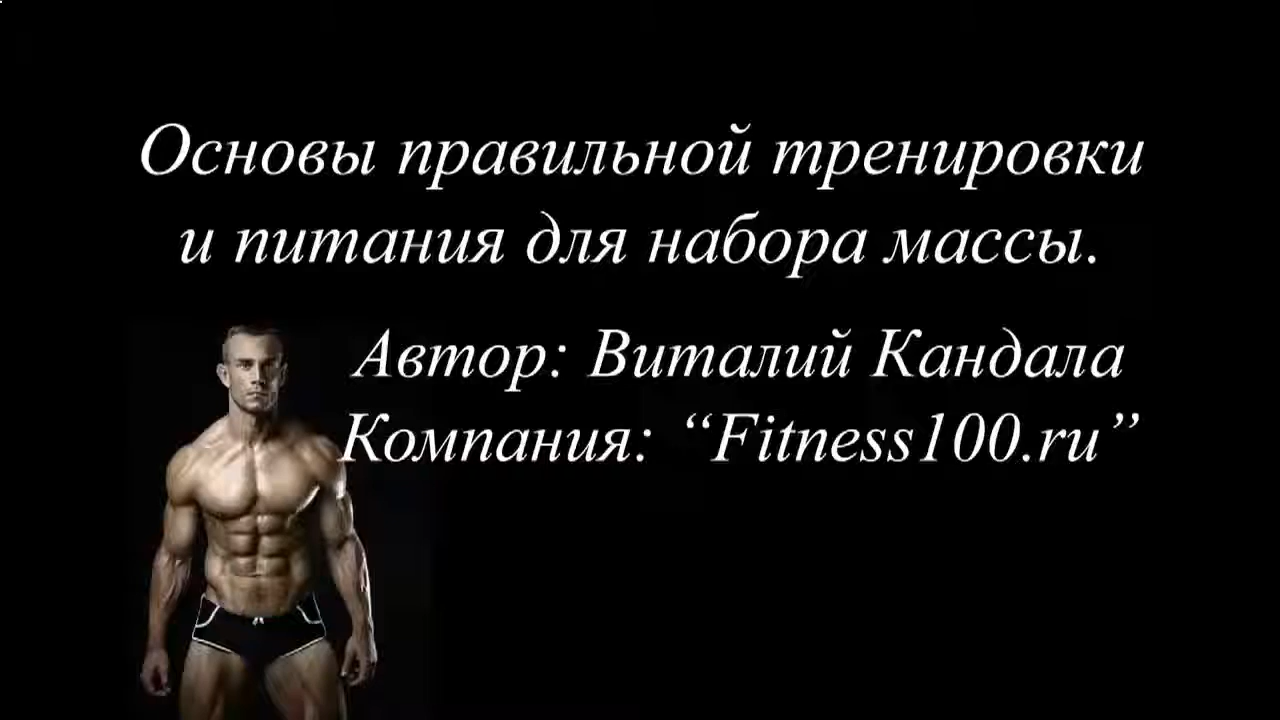 Основы правильной тренировки
и питания для набора массы.
Автор: Виталий Кандала
Компания: “Fitness100.ru”